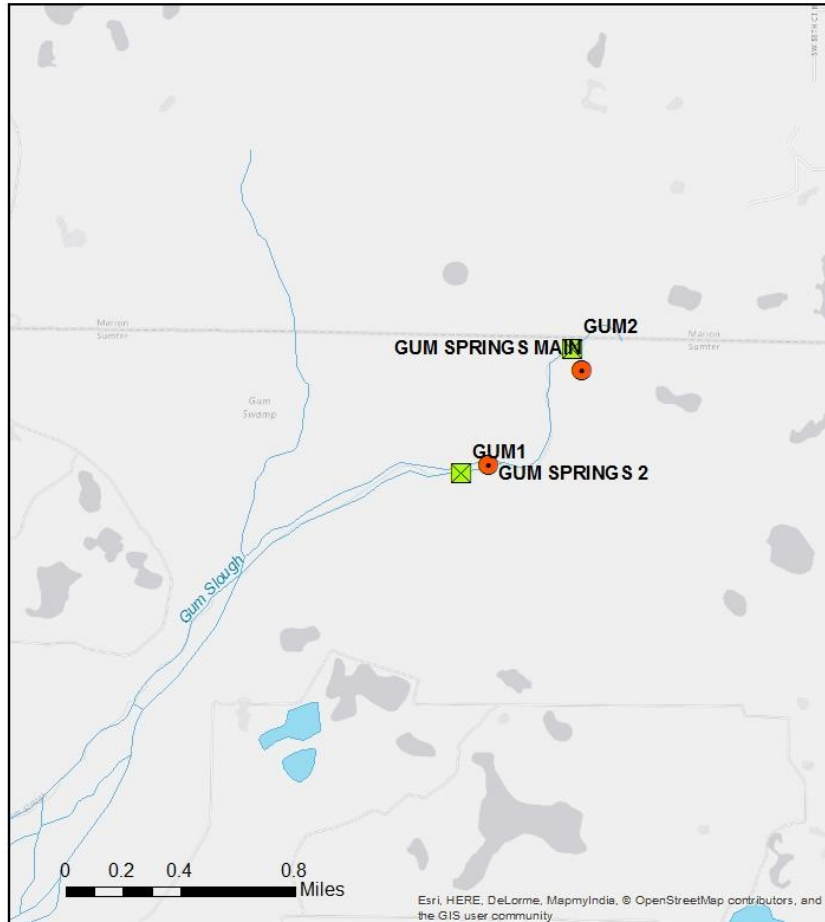 Marion
Sumter
GUM2
Marion
Sumter
GUM SPRINGS MAIN
Gum
Swamp
GUM1
GUM SPRINGS 2
Gum Slough
0 0.2 0.4 0.8
Miles
Esri, HERE, DeLorme, MapmyIndia, © OpenStreetMap contributors, and
the GIS user community